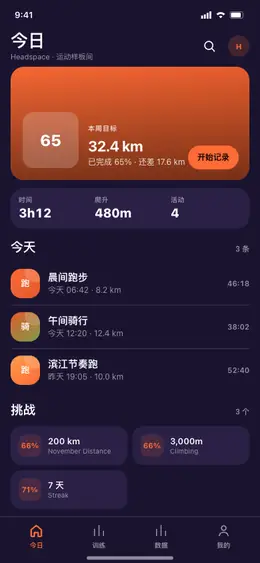 9:41
今日
Headspace · 运动样板间
H
65
本周目标
32.4 km
已完成 65% · 还差 17.6 km
开始记录
时间
爬升
活动
3h12
480m
4
今天
3 条
跑
晨间跑步
今天 06:42 · 8.2 km
46:18
骑
午间骑行
今天 12:20 · 12.4 km
38:02
跑
滨江节奏跑
昨天 19:05 · 10.0 km
52:40
挑战
3 个
66%
200 km
November Distance
66%
3,000m
Climbing
71%
7 天
Streak
今日
训练
数据
我的